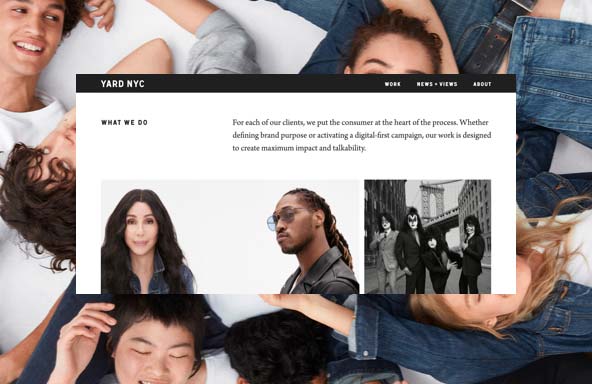 YARD NYC
WORK NEWS + VIEWS ABOUT
WHAT WE DO
For each of our clients, we put the consumer at the heart of the process. Whether
defining brand purpose or activating a digital-first campaign, our work is designed
to create maximum impact and talkability.